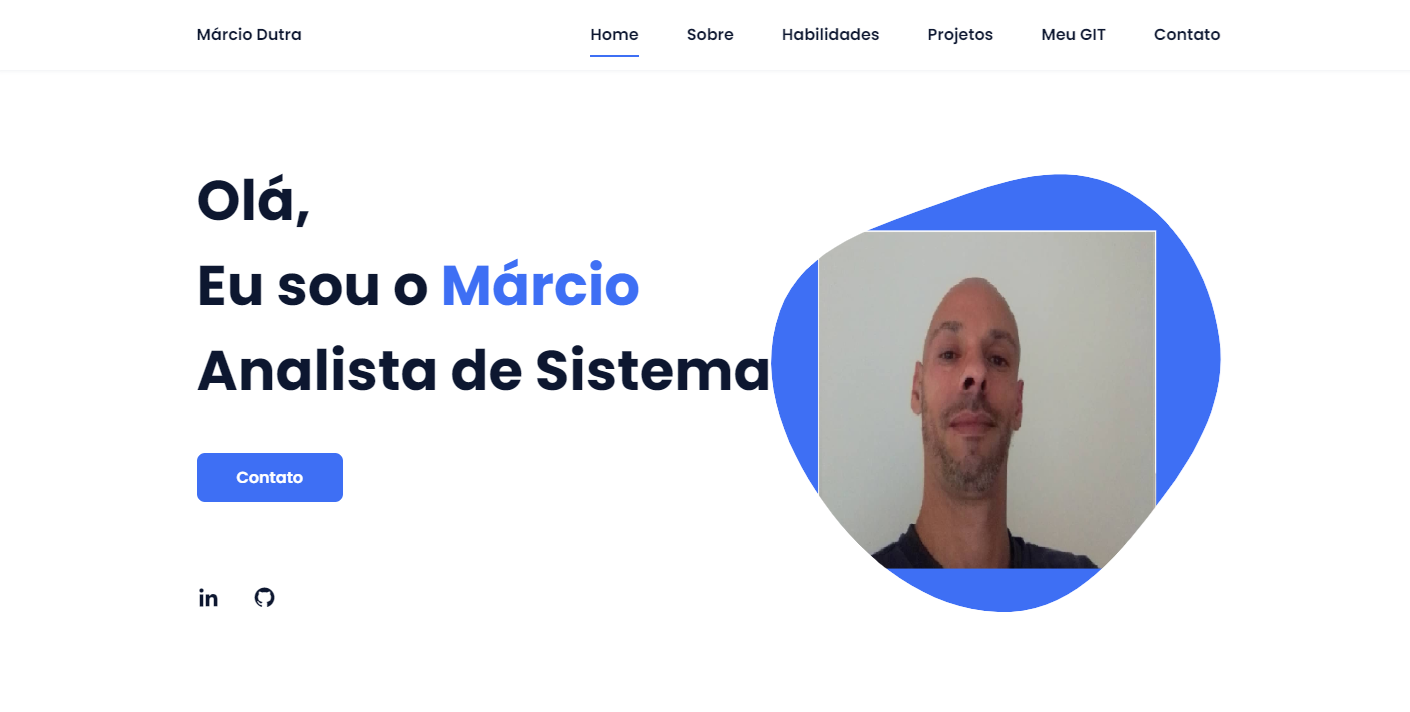 Márcio Dutra
Home
Sobre
Habilidades
Projetos
Meu GIT
Contato
Olá,
Eu sou o Márcio
Analista de Sistema
Contato
in